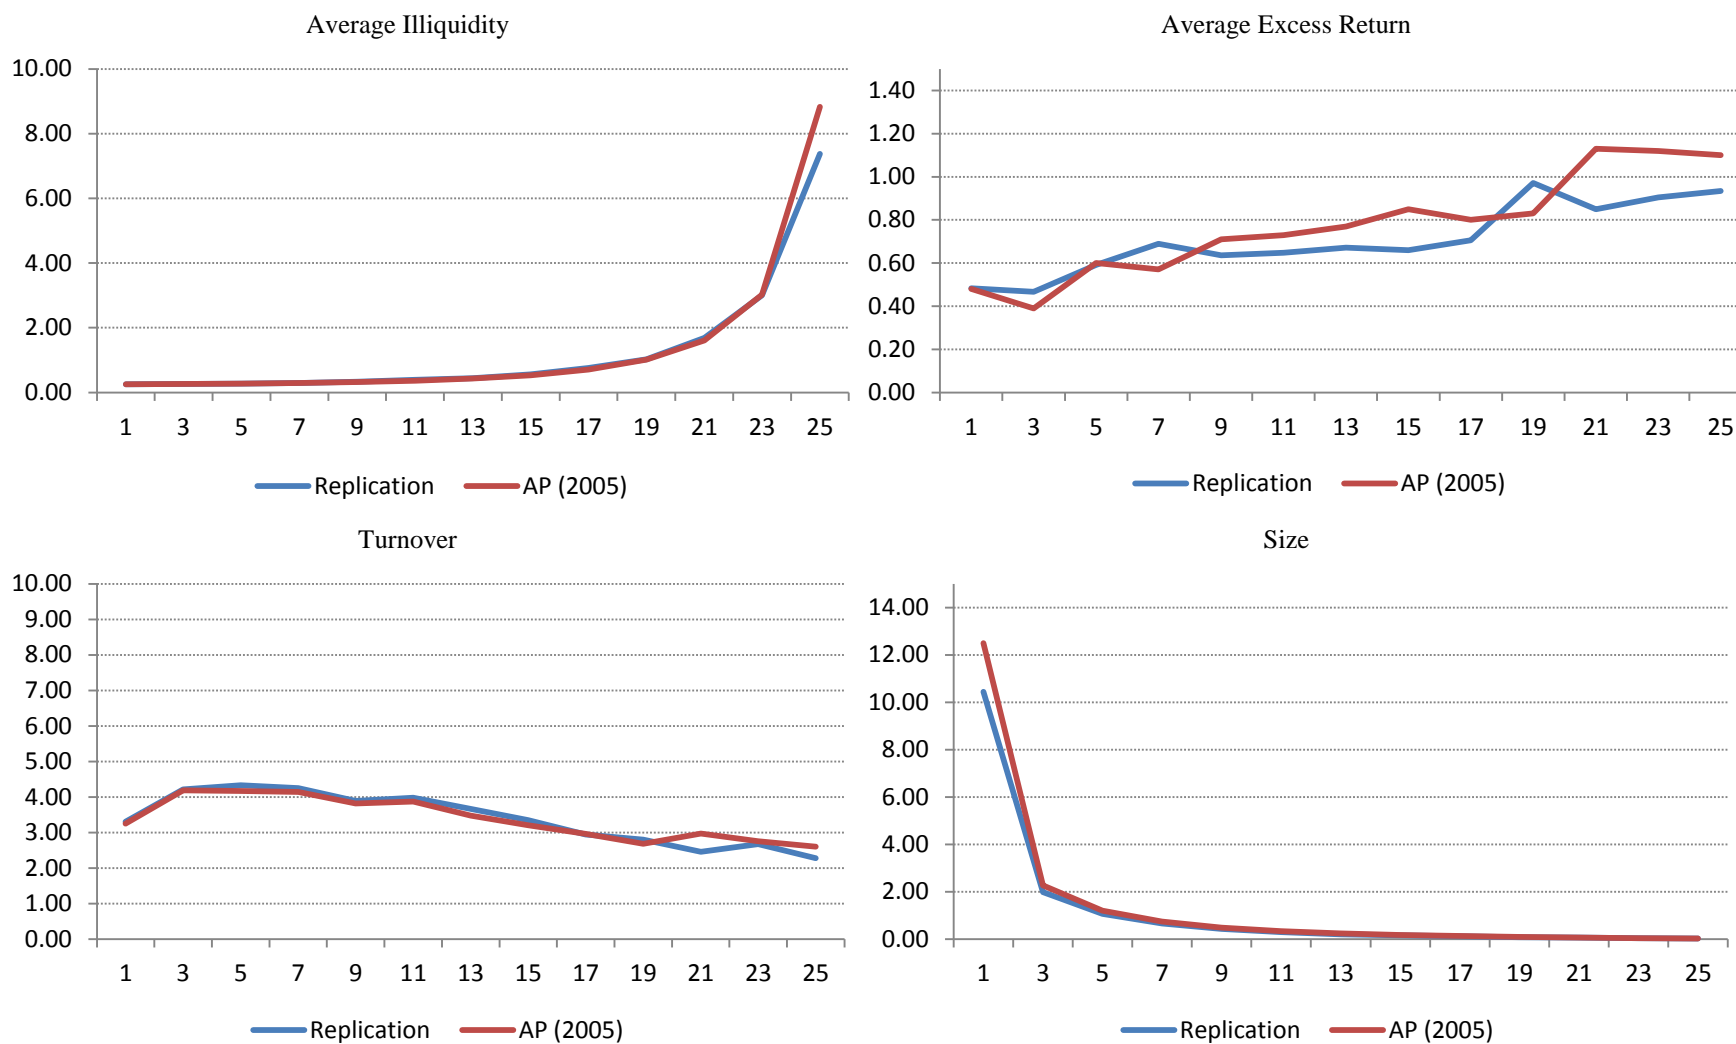 Average Illiquidity
10.00
8.00
6.00
4.00
2.00
0.00
1 3 5 7 9 11 13 15 17 19 21 23 25
Replication AP (2005)
Average Excess Return
1.40
1.20
1.00
0.80
0.60
0.40
0.20
0.00
1 3 5 7 9 11 13 15 17 19 21 23 25
Replication AP (2005)
Turnover
10.00
9.00
8.00
7.00
6.00
5.00
4.00
3.00
2.00
1.00
0.00
1 3 5 7 9 11 13 15 17 19 21 23 25
Replication AP (2005)
Size
14.00
12.00
10.00
8.00
6.00
4.00
2.00
0.00
1 3 5 7 9 11 13 15 17 19 21 23 25
Replication AP (2005)